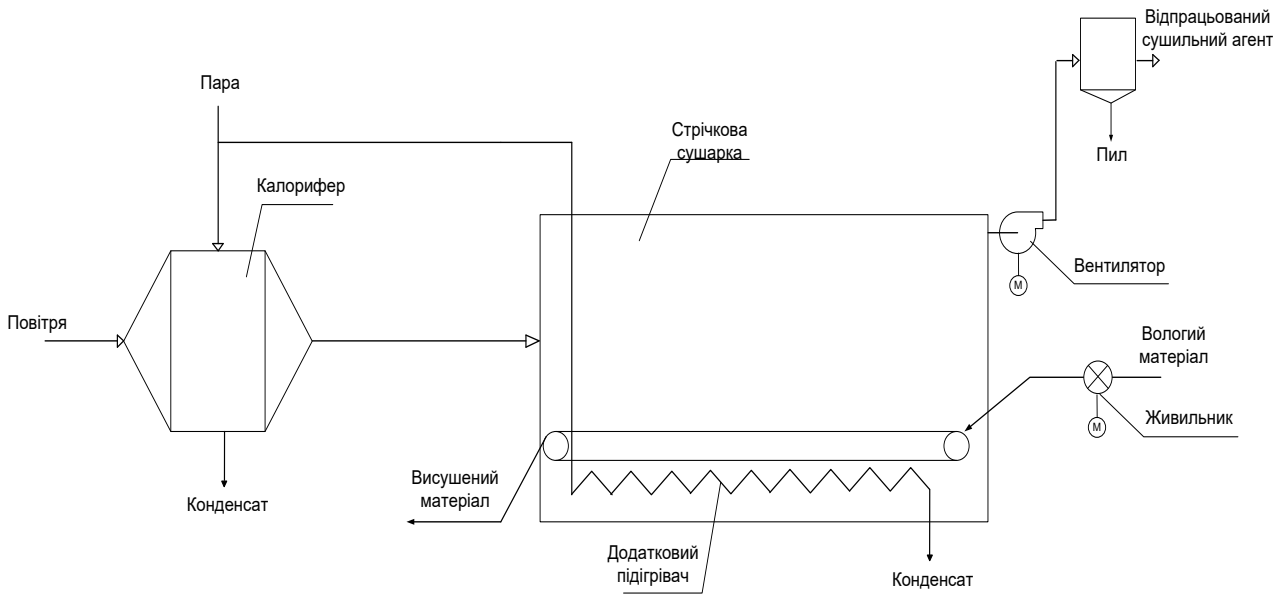 Відпрацьований
сушильний агент
Пара
Стрічкова
сушарка
Пил
Калорифер
Вентилятор
М
Повітря
Вологий
матеріал
Живильник
М
Висушений
матеріал
Конденсат
Додатковий
підігрівач
Конденсат